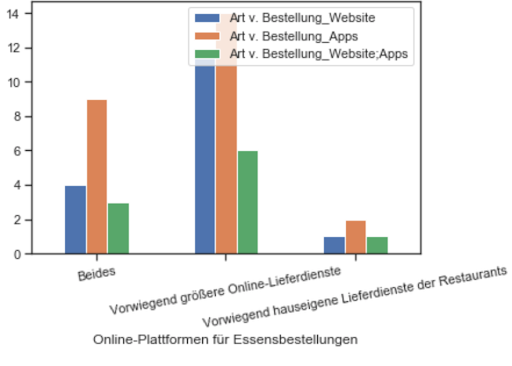 14
12
10
8
6
4
2
0
Art v. Bestellung_Website
Art v. Bestellung_Apps
Art v. Bestellung_Website;Apps
Beides
Vorwiegend größere Online-Lieferdienste
Vorwiegend hauseigene Lieferdienste der Restaurants
Online-Plattformen für Essensbestellungen